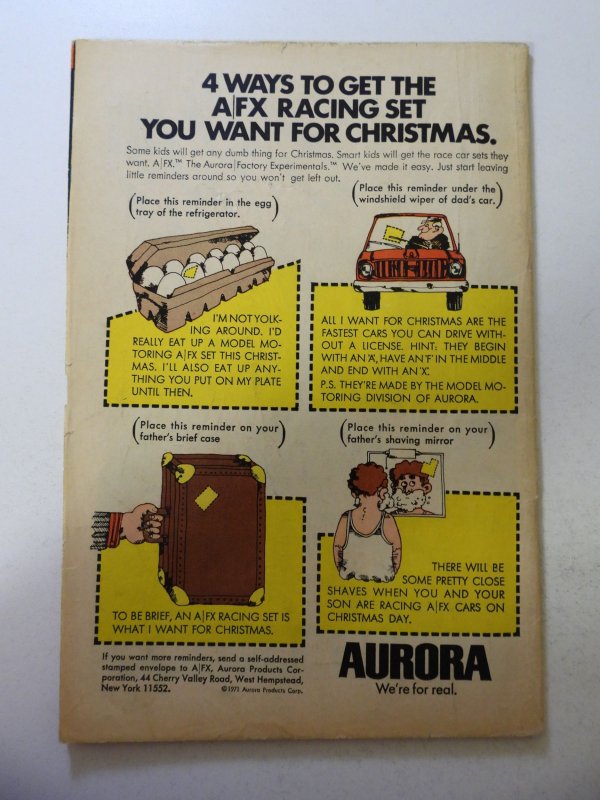 4 WAYS TO GET THE
A|FX RACING SET
YOU WANT FOR CHRISTMAS.
Some kids will get any dumb thing for Christmas. Smart kids will get the race car sets they
want. A|FX.™ The Aurora|Factory Experimentals.™ We've made it easy. Just start leaving
little reminders around so you won't get left out.
(Place this reminder in the egg
tray of the refrigerator.)
I'M NOT YOLK-
ING AROUND. I'D
REALLY EAT UP A MODEL MO-
TORING A|FX SET THIS CHRIST-
MAS. I'LL ALSO EAT UP ANY-
THING YOU PUT ON MY PLATE
UNTIL THEN.
(Place this reminder under the
windshield wiper of dad's car.)
ALL I WANT FOR CHRISTMAS ARE THE
FASTEST CARS YOU CAN DRIVE WITH-
OUT A LICENSE. HINT: THEY BEGIN
WITH AN 'A', HAVE AN 'F' IN THE MIDDLE
AND END WITH AN 'X'.
P.S. THEY'RE MADE BY THE MODEL MO-
TORING DIVISION OF AURORA.
(Place this reminder on your
father's brief case)
TO BE BRIEF, AN A|FX RACING SET IS
WHAT I WANT FOR CHRISTMAS.
(Place this reminder on your
father's shaving mirror)
THERE WILL BE
SOME PRETTY CLOSE
SHAVES WHEN YOU AND YOUR
SON ARE RACING A|FX CARS ON
CHRISTMAS DAY.
If you want more reminders, send a self-addressed
stamped envelope to A|FX, Aurora Products Cor-
poration, 44 Cherry Valley Road, West Hempstead,
New York 11552.
©1971 Aurora Products Corp.
AURORA
We're for real.